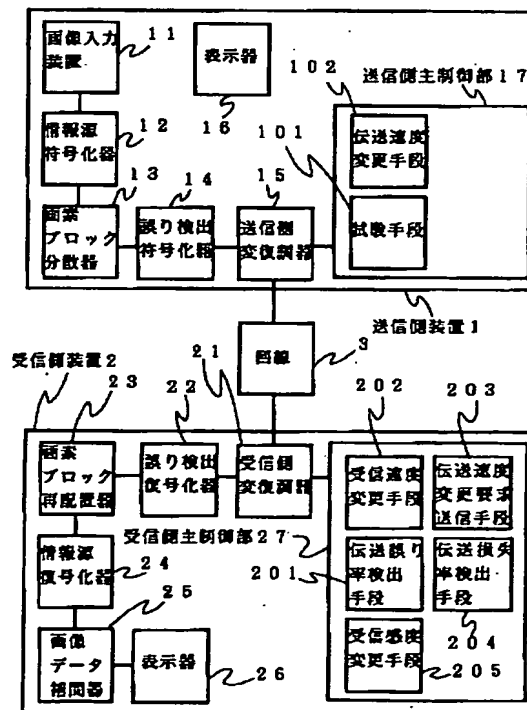 画像入力
装置
11
表示器
16
送信側主制御部17
102
伝送速度
変更手段
情報源
符号化器
12
101
13
14
15
画素
ブロック
分散器
誤り検出
符号化器
送信側
変復調器
試験手段
送信側装置1
回線
3
受信側装置2
21
22
23
202
203
画素
ブロック
再配置器
誤り検出
復号化器
受信側
変復調器
受信速度
変更手段
伝送速度
変更要求
送信手段
情報源
復号化器
24
受信側主制御部27
201
伝送誤り
率検出
手段
伝送損失
率検出
手段
204
25
画像
データ
補間器
表示器
26
受信感度
変更手段
205